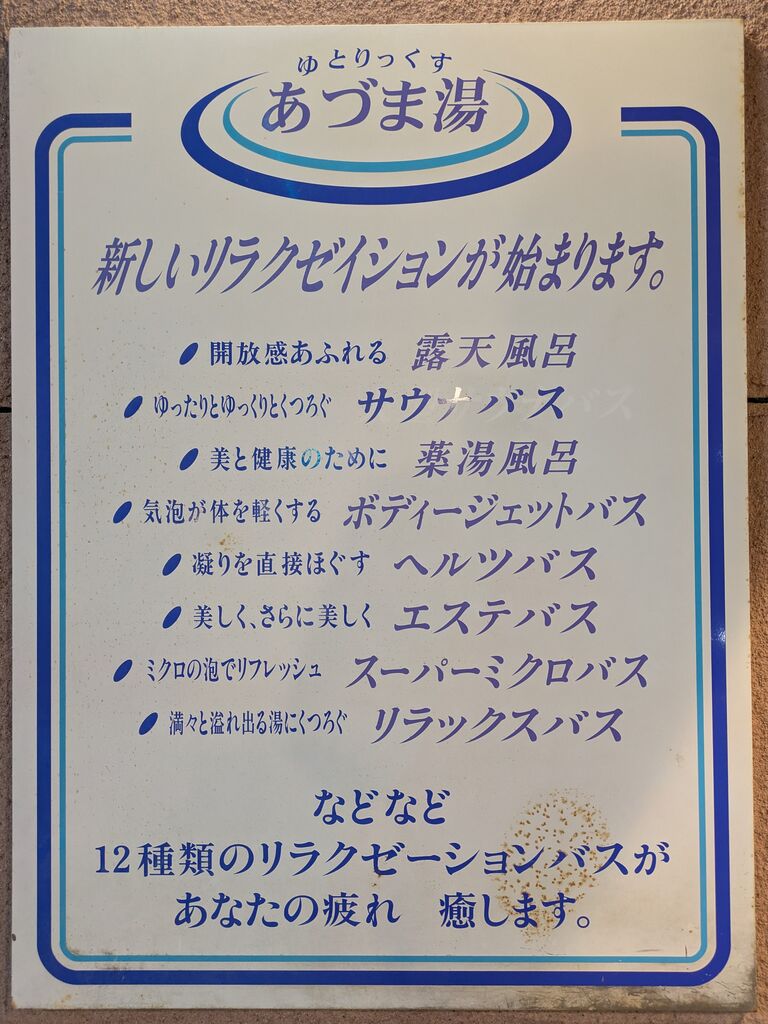 ゆとりっくす
あづま湯
新しいリラクゼイションが始まります。
開放感あふれる 露天風呂
ゆったりとゆっくりとくつろぐ サウナバス
美と健康のために 薬湯風呂
気泡が体を軽くする ボディージェットバス
凝りを直接ほぐす ヘルツバス
美しく、さらに美しく エステバス
ミクロの泡でリフレッシュ スーパーミクロバス
満々と溢れ出る湯にくつろぐ リラックスバス
などなど
12種類のリラクゼーションバスが
あなたの疲れ 癒します。